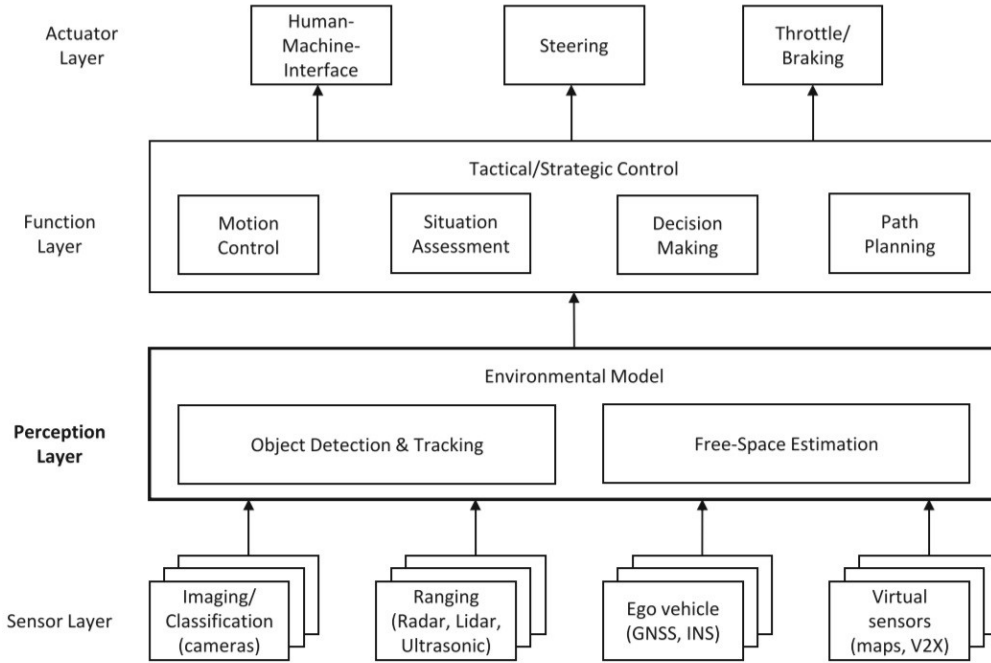 Actuator
Layer
Human-
Machine-
Interface
Steering
Throttle/
Braking
Function
Layer
Tactical/Strategic Control
Motion
Control
Situation
Assessment
Decision
Making
Path
Planning
Perception
Layer
Environmental Model
Object Detection & Tracking
Free-Space Estimation
Sensor Layer
Imaging/
Classification
(cameras)
Ranging
(Radar, Lidar,
Ultrasonic)
Ego vehicle
(GNSS, INS)
Virtual
sensors
(maps, V2X)